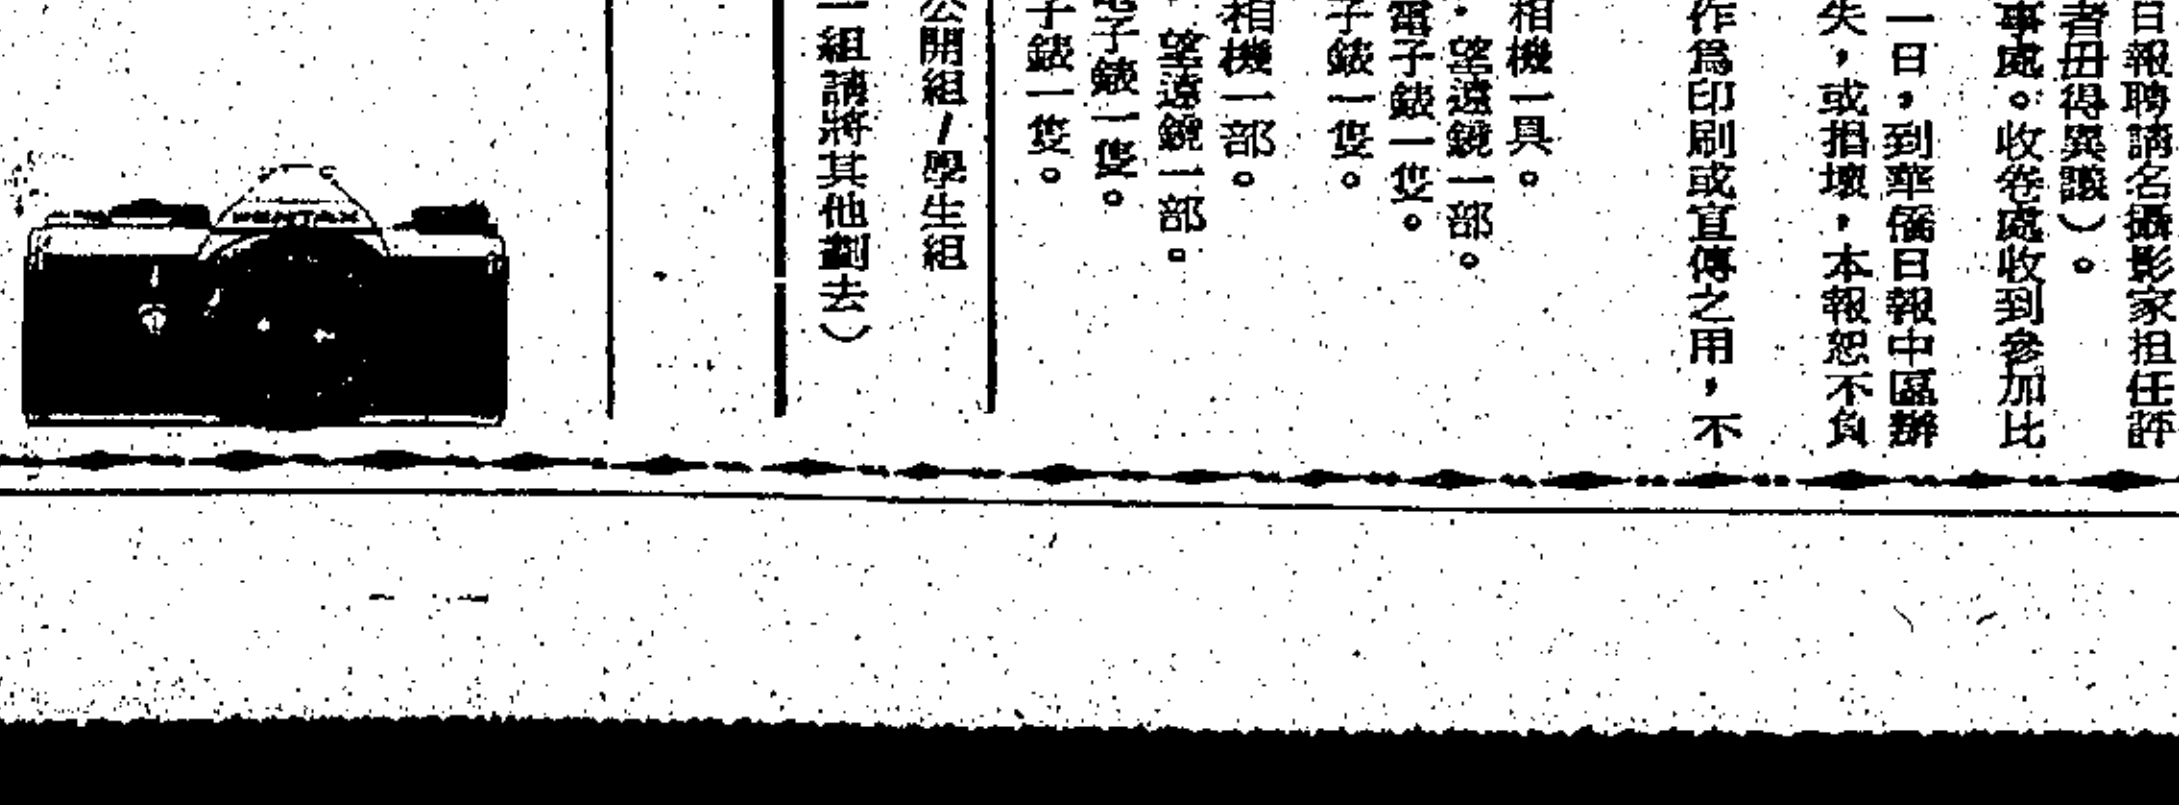 日報聘請名攝影家担任評
者毋得異議）。
事處。收卷處收到參加比
一日，到華僑日報中區辦
失，或損壞，本報恕不負
作爲印刷或宣傳之用，不
相機一具。
，望遠鏡一部。
電子錶一隻。
子錶一隻。
相機一部。
，望遠鏡一部。
電子錶一隻。
子錶一隻。
公開組/學生組
一組請將其他劃去）
PENTAX